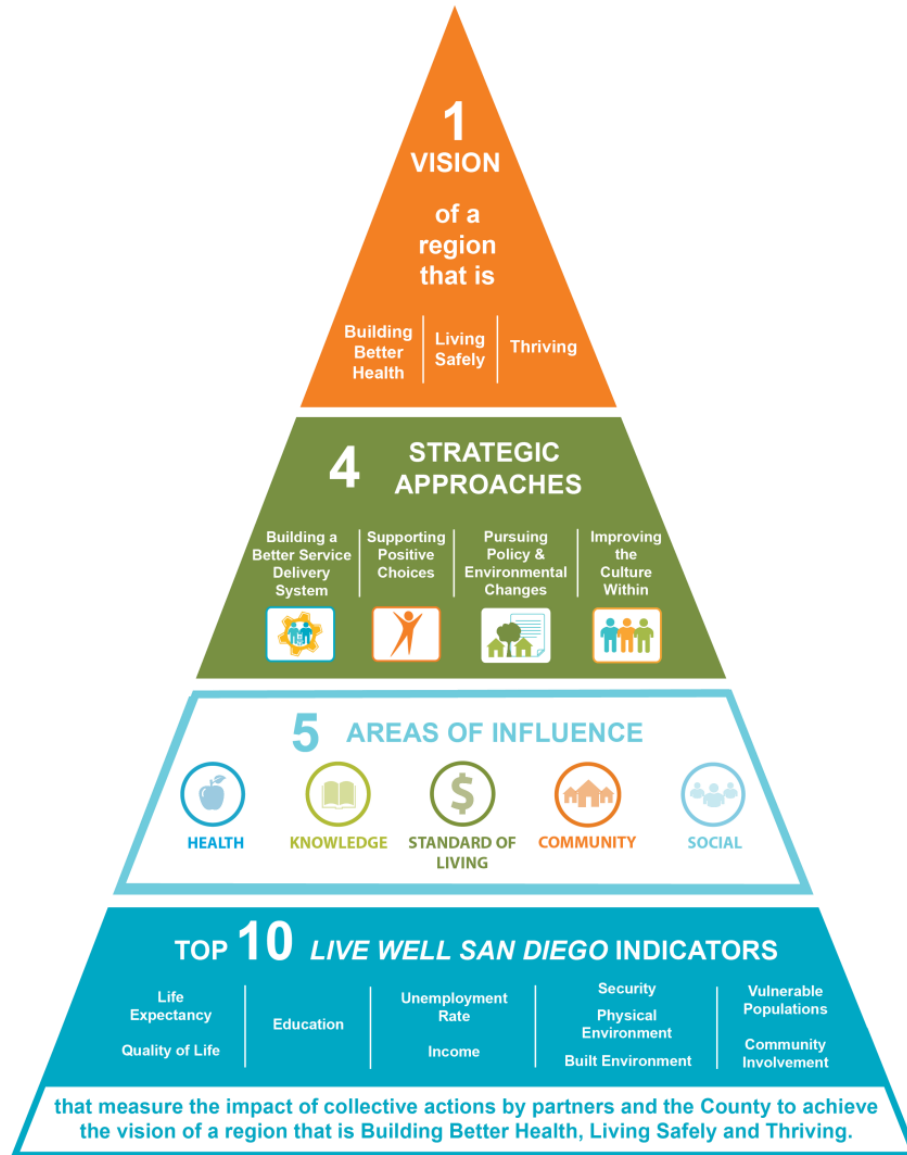 1
VISION
of a
region
that is
Building
Better
Health
Living
Safely
Thriving
4
STRATEGIC
APPROACHES
Building a
Better Service
Delivery
System
Supporting
Positive
Choices
Pursuing
Policy &
Environmental
Changes
Improving
the
Culture
Within
5 AREAS OF INFLUENCE
HEALTH
KNOWLEDGE
STANDARD OF
LIVING
COMMUNITY
SOCIAL
TOP 10 LIVE WELL SAN DIEGO INDICATORS
Life
Expectancy
Quality of Life
Education
Unemployment
Rate
Income
Security
Physical
Environment
Built Environment
Vulnerable
Populations
Community
Involvement
that measure the impact of collective actions by partners and the County to achieve
the vision of a region that is Building Better Health, Living Safely and Thriving.